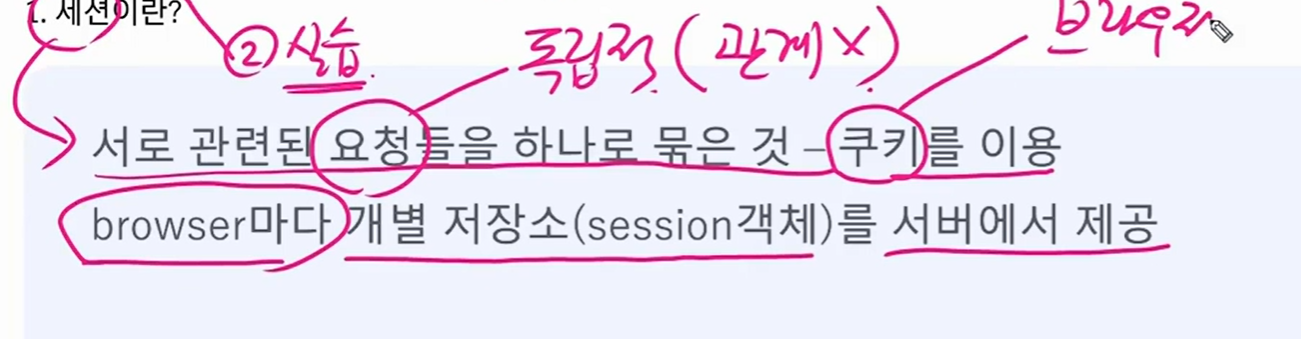 1. 세션이란?
② 실습.
독립적 (관계 X)
브라우저
서로 관련된 요청들을 하나로 묶은 것 – 쿠키를 이용
browser마다 개별 저장소(session객체)를 서버에서 제공